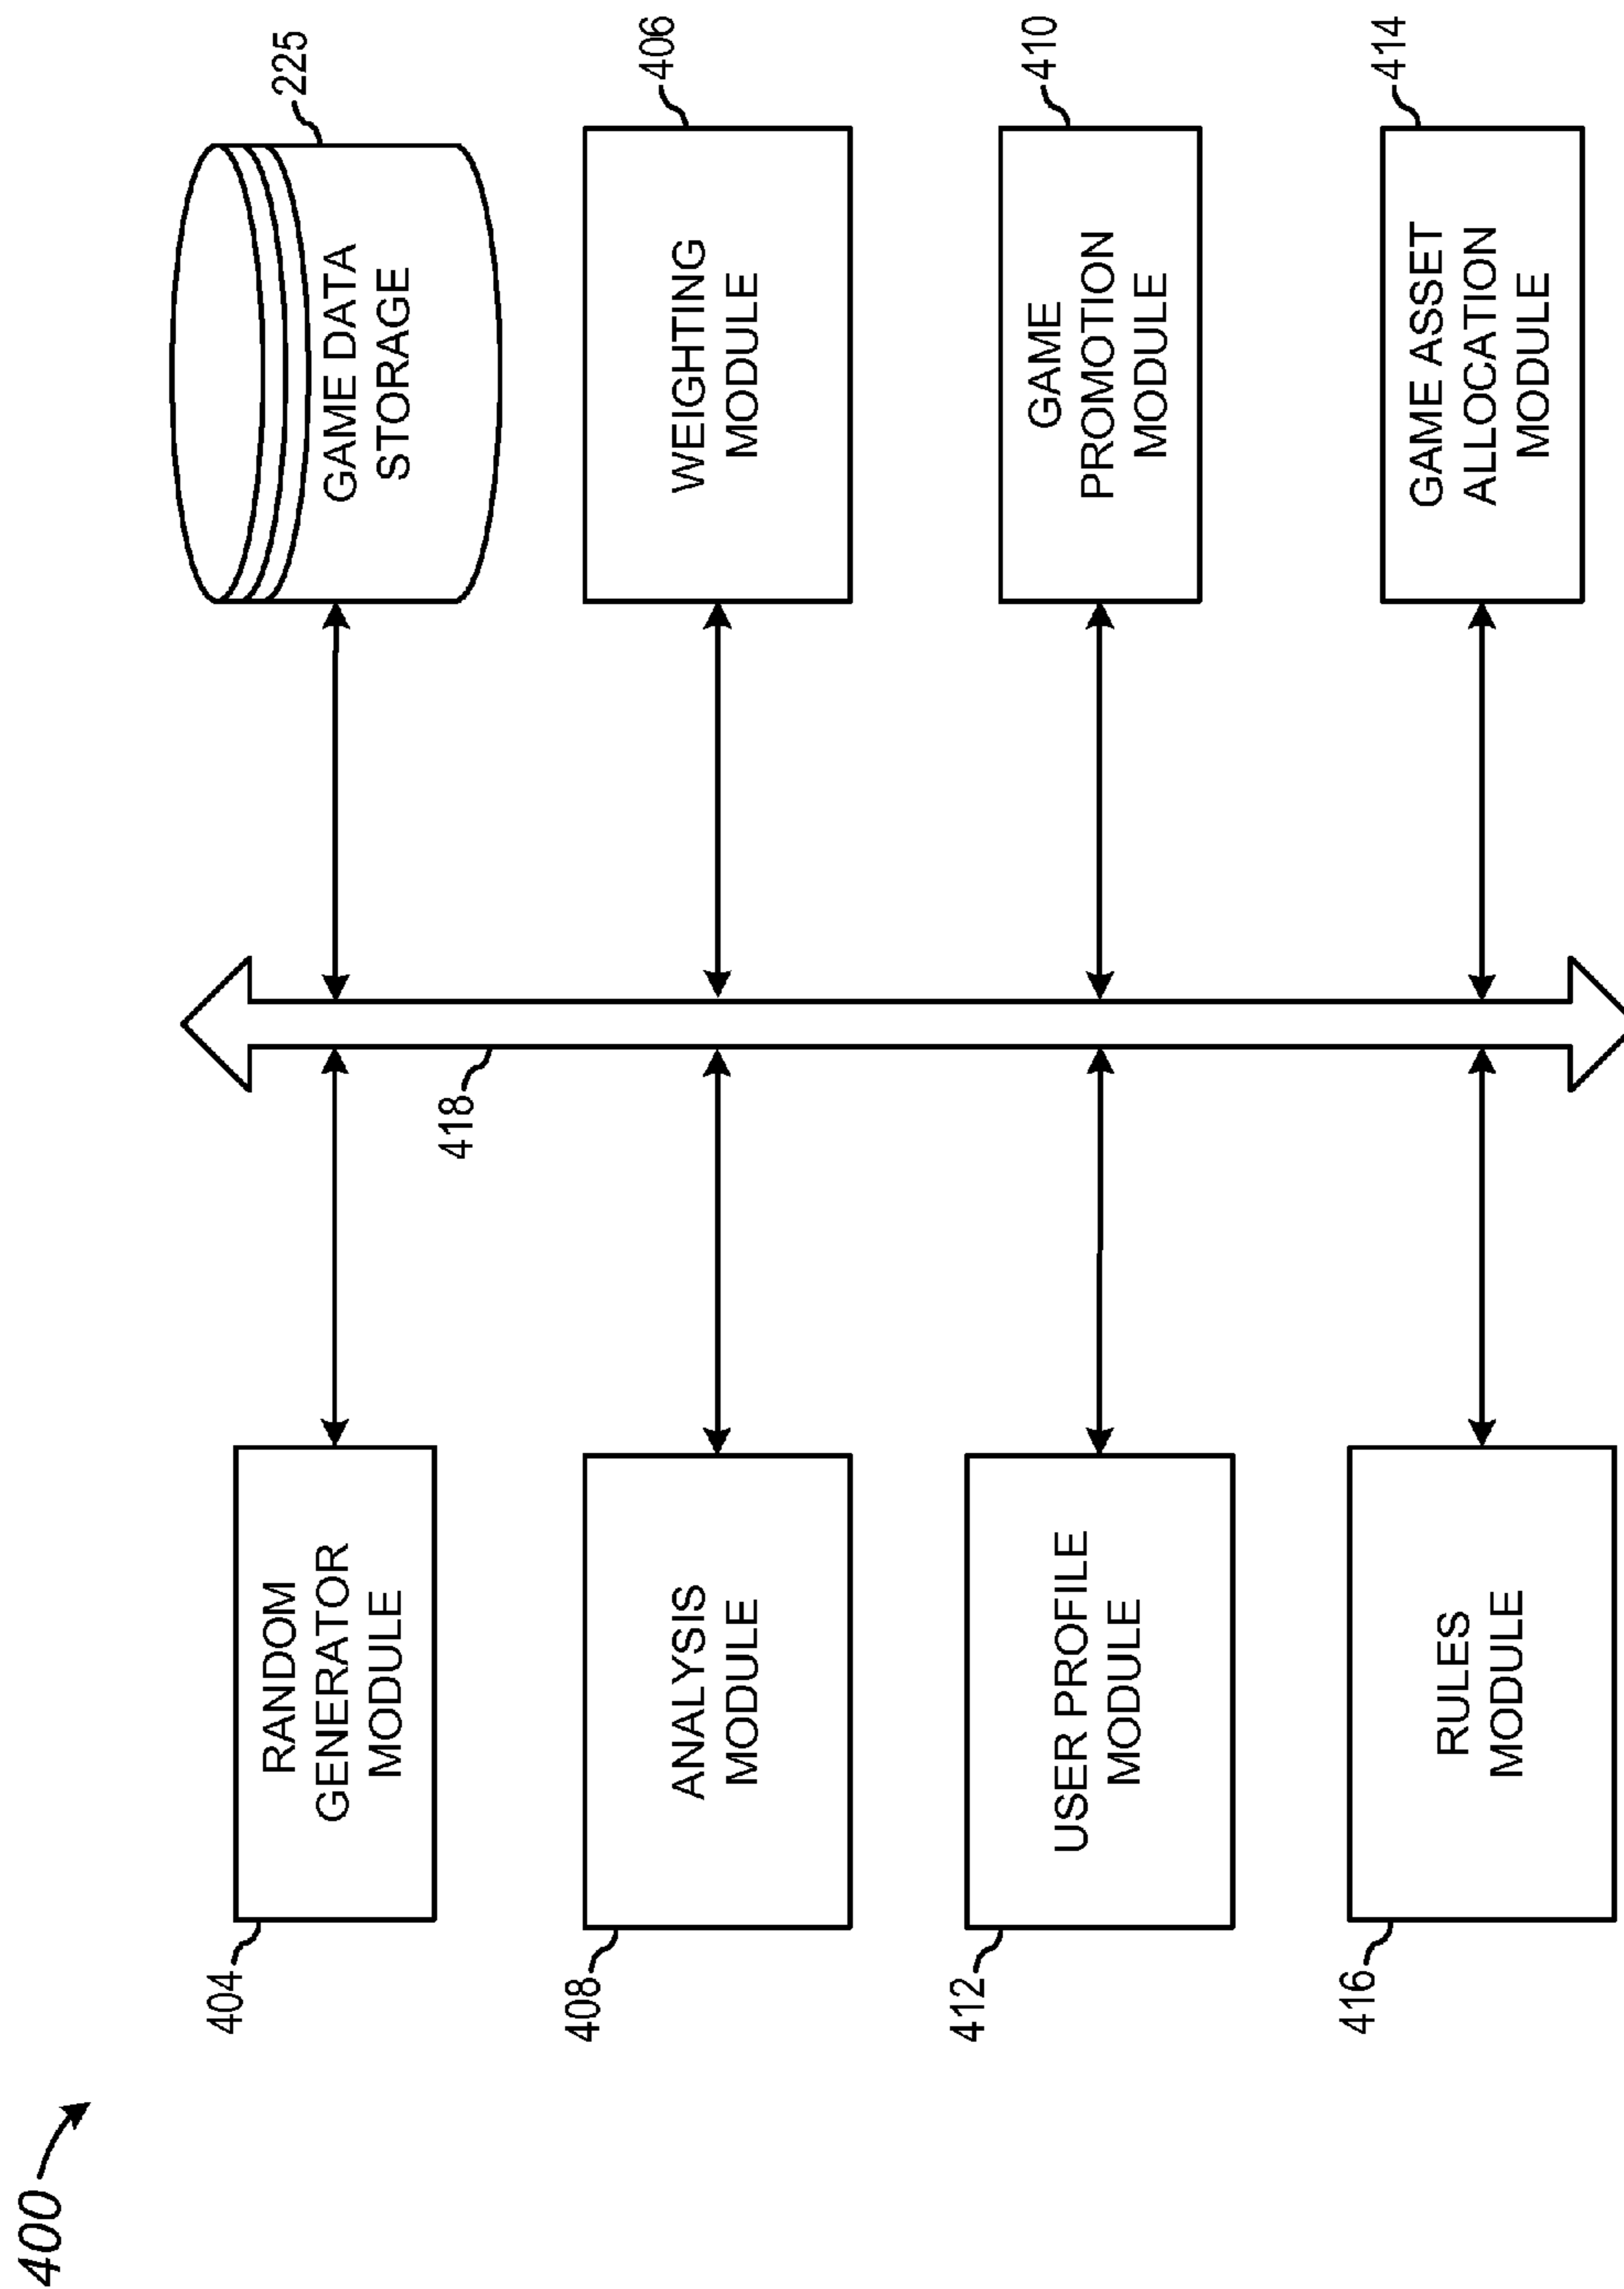 400
404
RANDOM
GENERATOR
MODULE
GAME DATA
STORAGE
225
418
408
ANALYSIS
MODULE
WEIGHTING
MODULE
406
412
USER PROFILE
MODULE
GAME
PROMOTION
MODULE
410
416
RULES
MODULE
GAME ASSET
ALLOCATION
MODULE
414